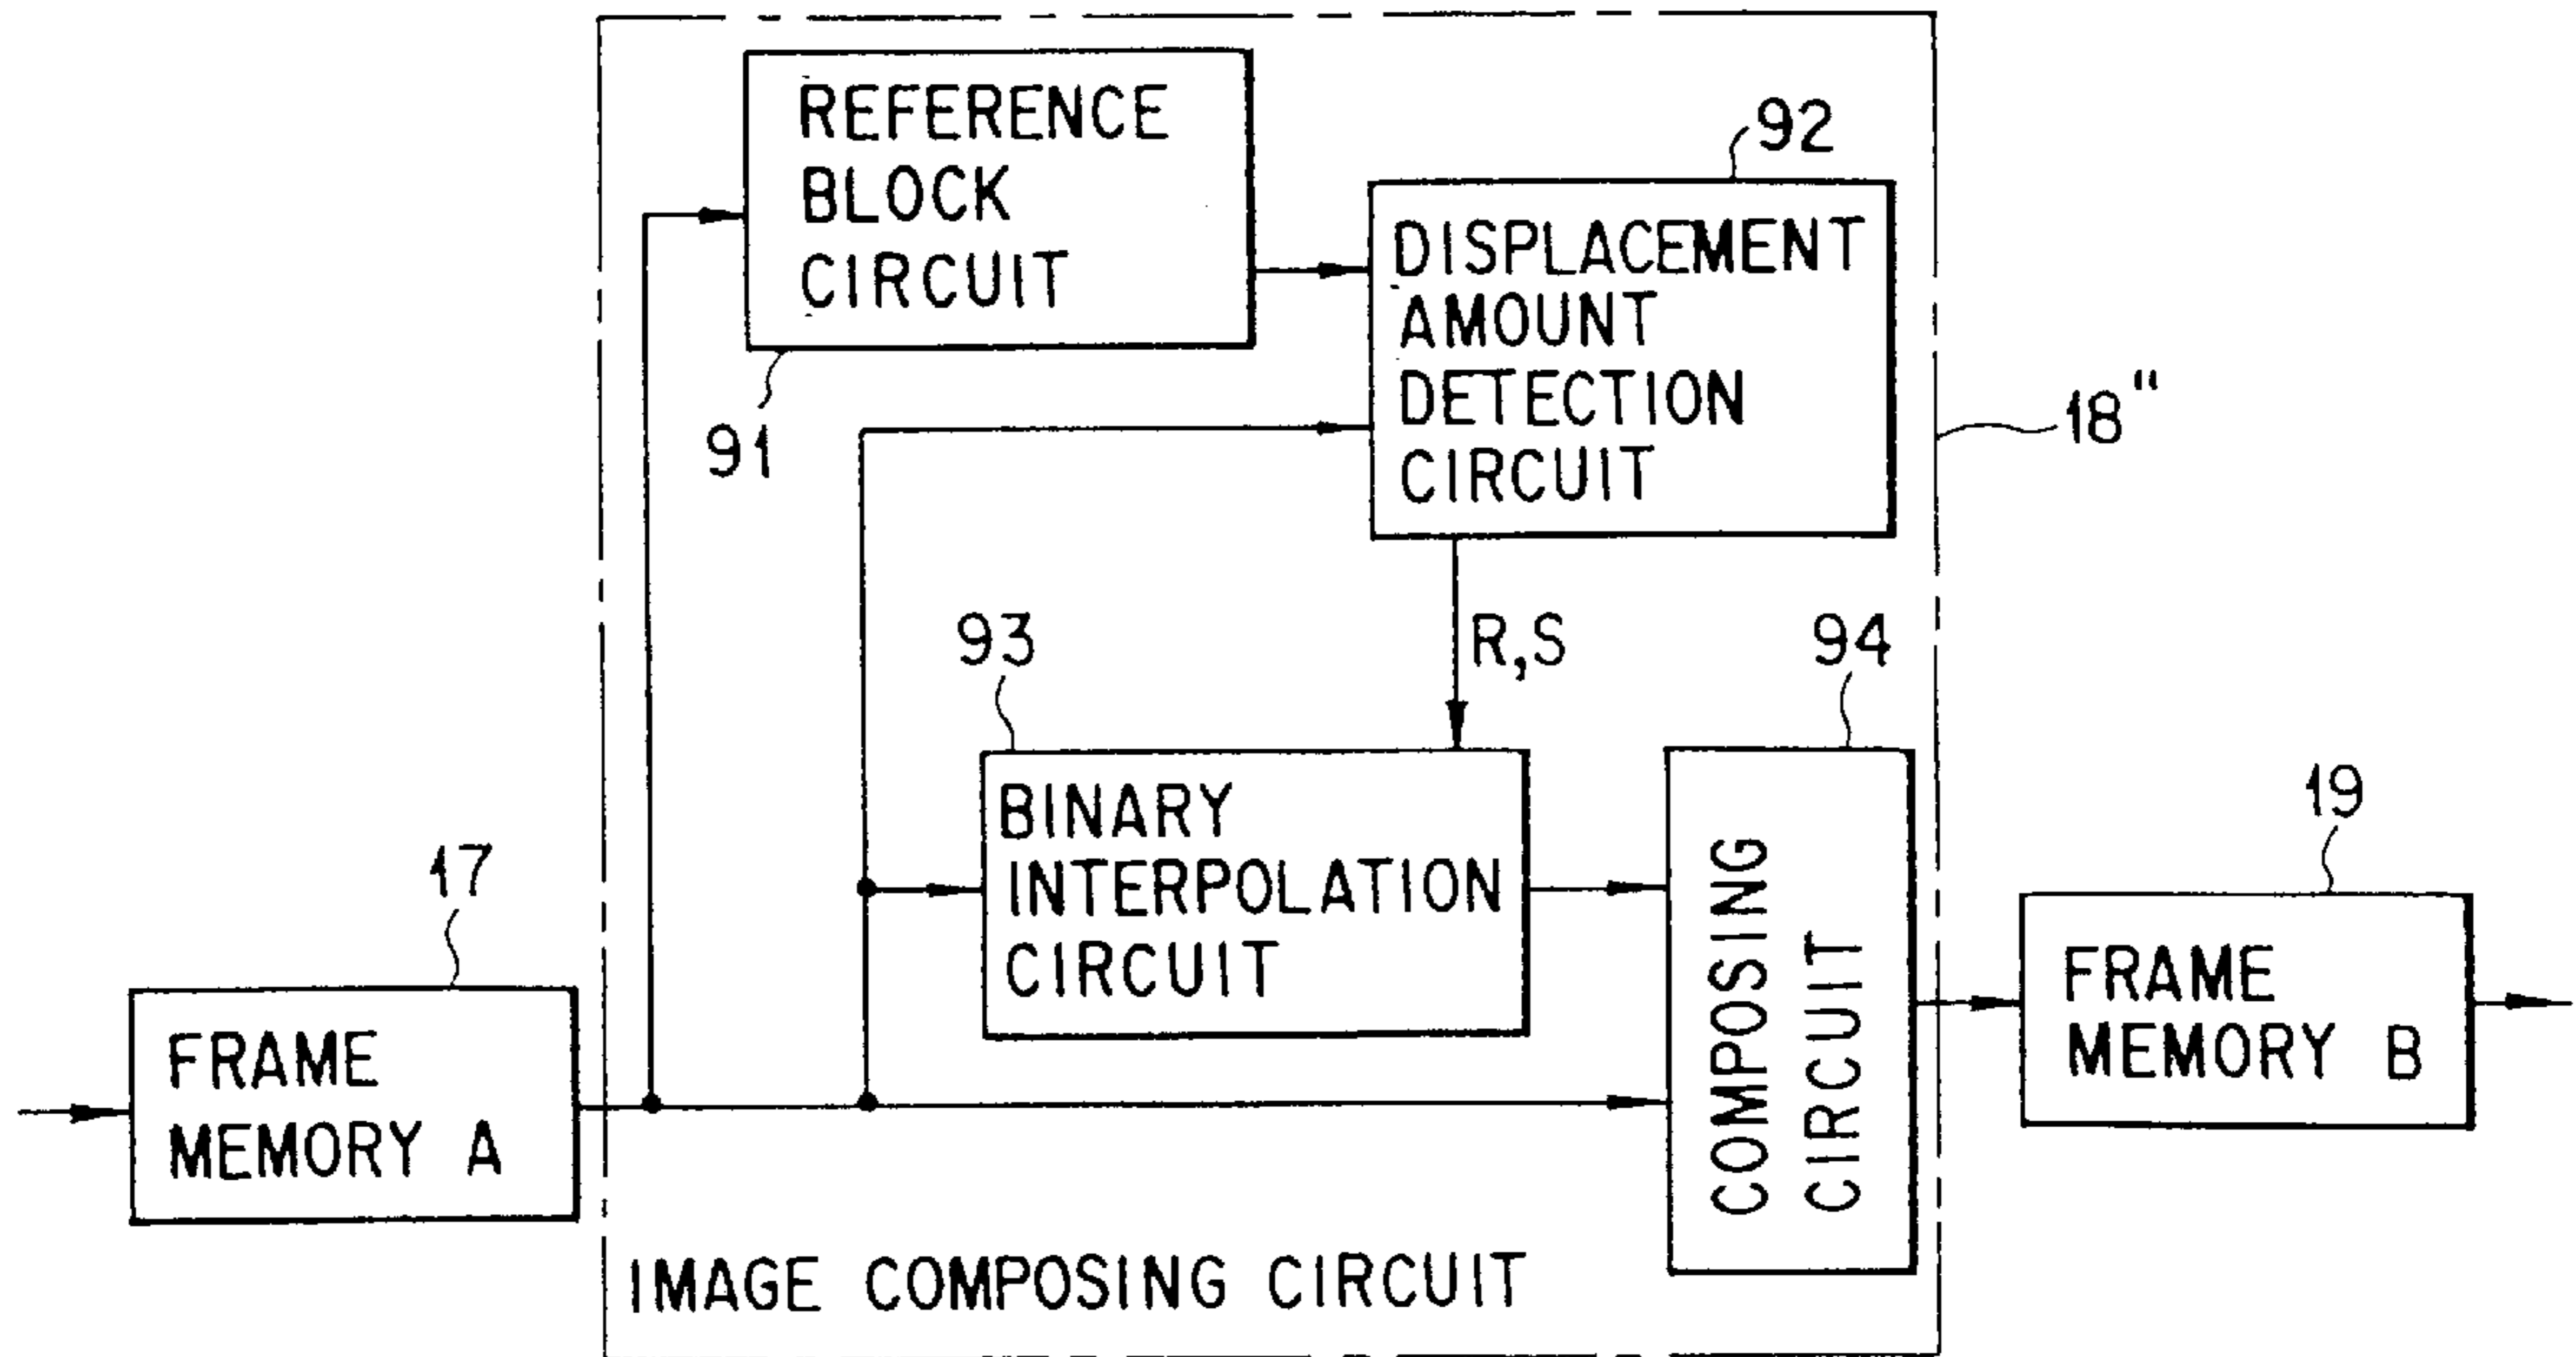 REFERENCE
BLOCK
CIRCUIT
91
92
DISPLACEMENT
AMOUNT
DETECTION
CIRCUIT
18"
R,S
93
BINARY
INTERPOLATION
CIRCUIT
94
COMPOSING
CIRCUIT
17
FRAME
MEMORY A
19
FRAME
MEMORY B
IMAGE COMPOSING CIRCUIT